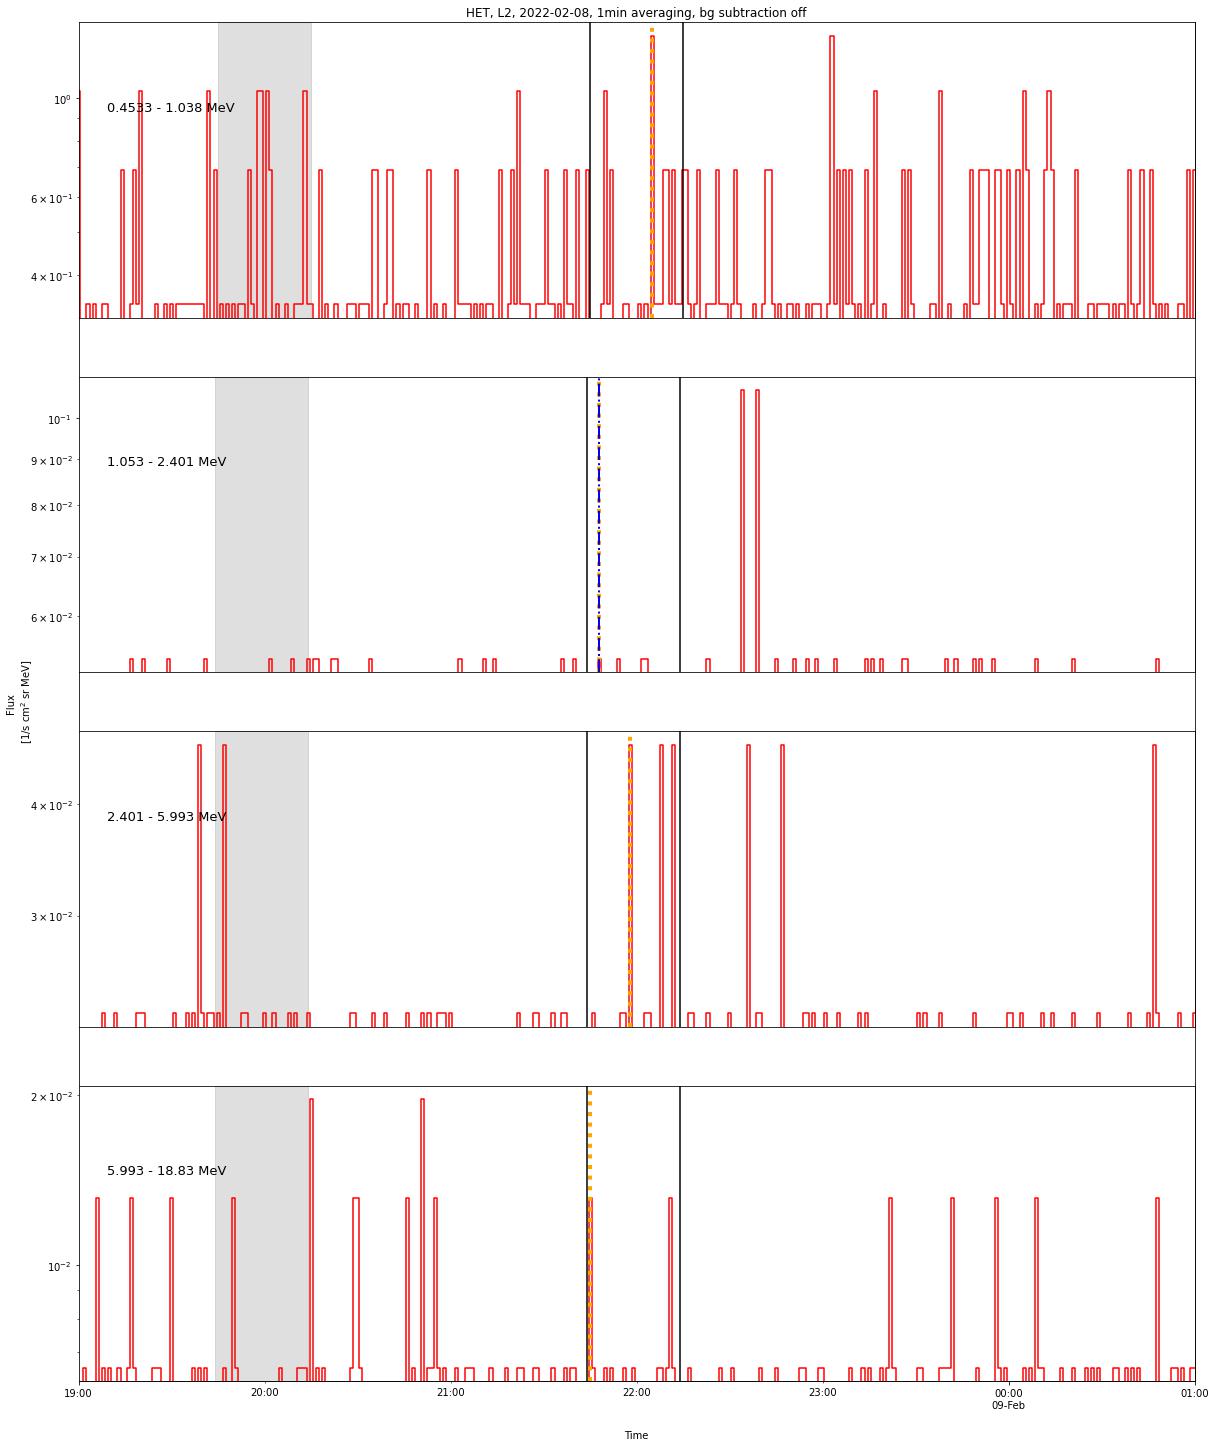 HET, L2, 2022-02-08, 1min averaging, bg subtraction off
10⁰
6 × 10⁻¹
4 × 10⁻¹
0.4533 - 1.038 MeV
10⁻¹
9 × 10⁻²
8 × 10⁻²
7 × 10⁻²
6 × 10⁻²
1.053 - 2.401 MeV
Flux
[1/s cm² sr MeV]
4 × 10⁻²
3 × 10⁻²
2.401 - 5.993 MeV
2 × 10⁻²
10⁻²
5.993 - 18.83 MeV
19:00 20:00 21:00 22:00 23:00 00:00 01:00
09-Feb
Time